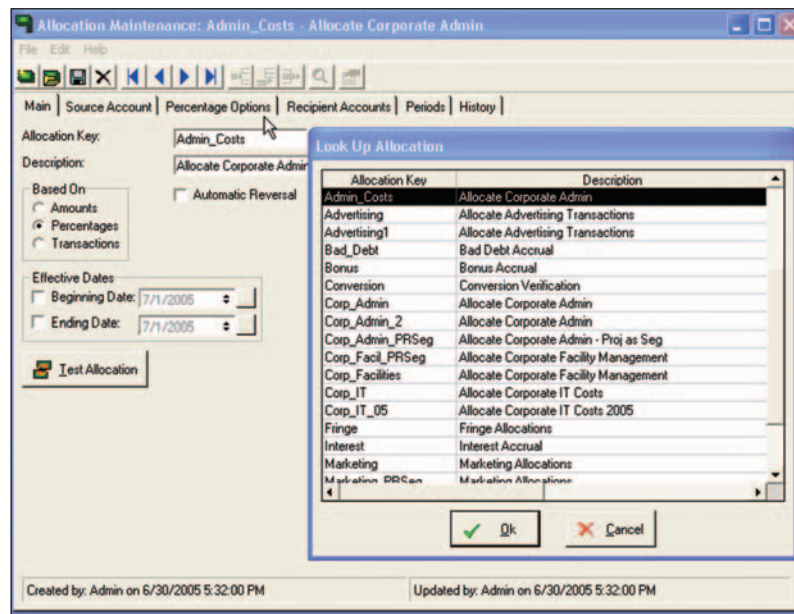 Allocation Maintenance: Admin_Costs - Allocate Corporate Admin
File Edit Help
Main Source Account Percentage Options Recipient Accounts Periods History
Allocation Key: Admin_Costs
Description: Allocate Corporate Admin
Based On
Automatic Reversal
Amounts
Percentages
Transactions
Effective Dates
Beginning Date: 7/1/2005
Ending Date: 7/1/2005
Test Allocation
Look Up Allocation
Allocation Key Description
Admin_Costs Allocate Corporate Admin
Advertising Allocate Advertising Transactions
Advertising1 Allocate Advertising Transactions
Bad_Debt Bad Debt Accrual
Bonus Bonus Accrual
Conversion Conversion Verification
Corp_Admin Allocate Corporate Admin
Corp_Admin_2 Allocate Corporate Admin
Corp_Admin_PRSeg Allocate Corporate Admin - Proj as Seg
Corp_Facil_PRSeg Allocate Corporate Facility Management
Corp_Facilities Allocate Corporate Facility Management
Corp_IT Allocate Corporate IT Costs
Corp_IT_05 Allocate Corporate IT Costs 2005
Fringe Fringe Allocations
Interest Interest Accrual
Marketing Marketing Allocations
Marketing_PRSeg Marketing Allocations
Ok Cancel
Created by: Admin on 6/30/2005 5:32:00 PM Updated by: Admin on 6/30/2005 5:32:00 PM